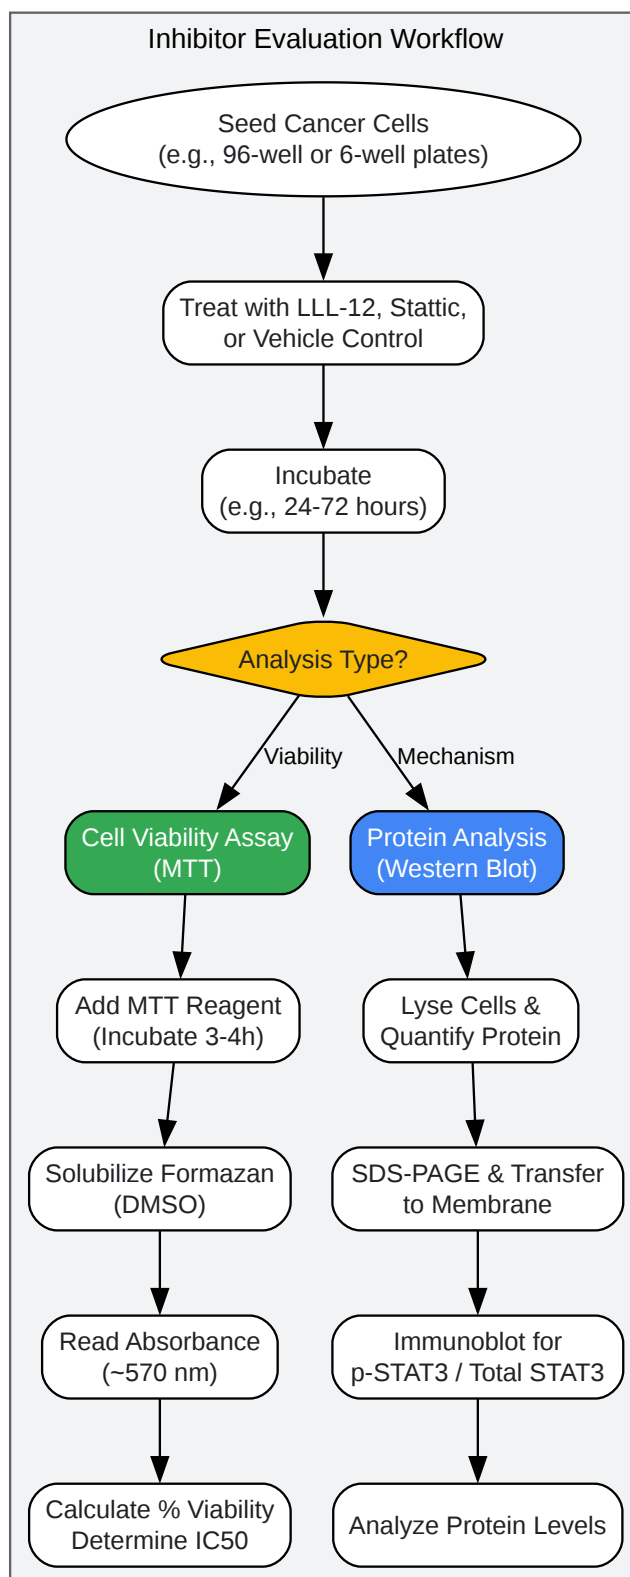 Inhibitor Evaluation Workflow
Seed Cancer Cells
(e.g., 96-well or 6-well plates)
Treat with LLL-12, Stattic,
or Vehicle Control
Incubate
(e.g., 24-72 hours)
Analysis Type?
Viability
Mechanism
Cell Viability Assay
(MTT)
Protein Analysis
(Western Blot)
Add MTT Reagent
(Incubate 3-4h)
Lyse Cells &
Quantify Protein
Solubilize Formazan
(DMSO)
SDS-PAGE & Transfer
to Membrane
Read Absorbance
(~570 nm)
Immunoblot for
p-STAT3 / Total STAT3
Calculate % Viability
Determine IC50
Analyze Protein Levels